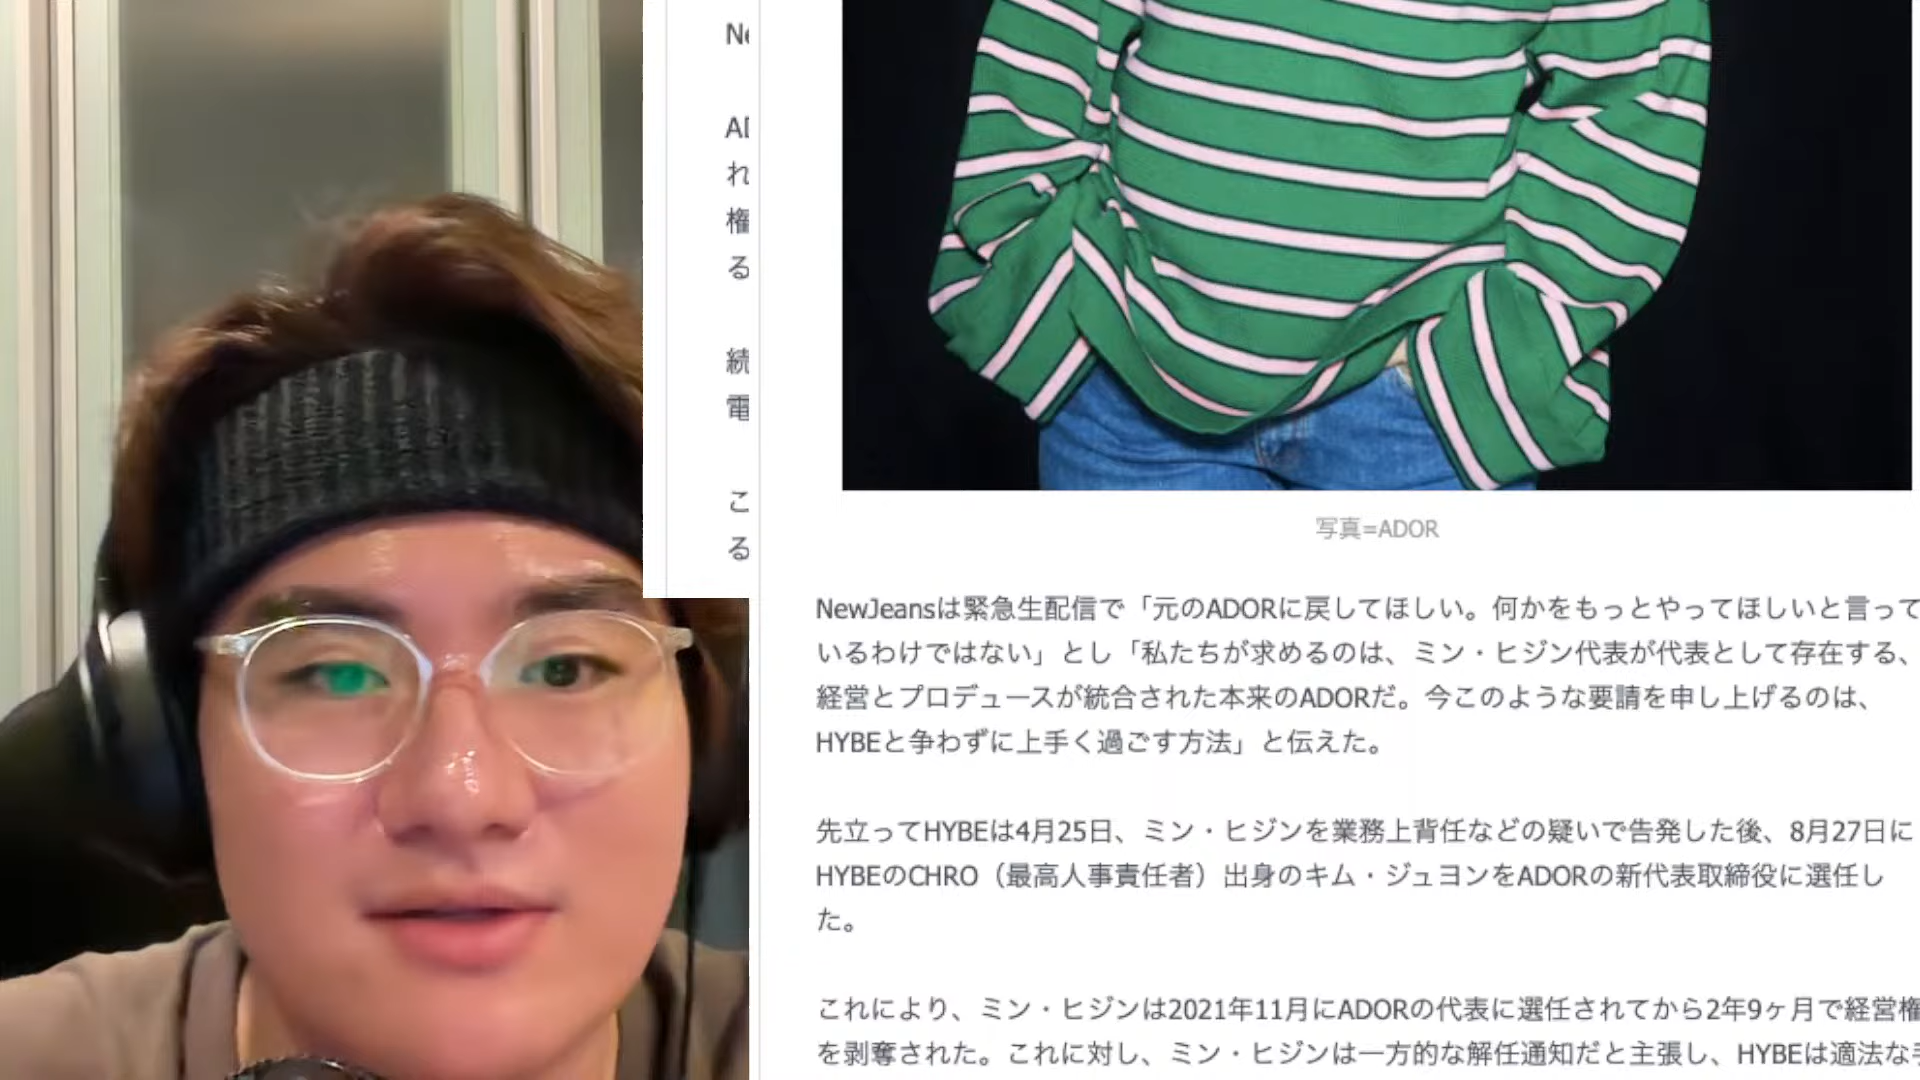 Ne
れ
権
る
続
電
こ
る
写真=ADOR
NewJeansは緊急生配信で「元のADORに戻してほしい。何かをもっとやってほしいと言って
いるわけではない」とし「私たちが求めるのは、ミン・ヒジン代表が代表として存在する、
経営とプロデュースが統合された本来のADORだ。今このような要請を申し上げるのは、
HYBEと争わずに上手く過ごす方法」と伝えた。
先立ってHYBEは4月25日、ミン・ヒジンを業務上背任などの疑いで告発した後、8月27日に
HYBEのCHRO（最高人事責任者）出身のキム・ジュヨンをADORの新代表取締役に選任し
た。
これにより、ミン・ヒジンは2021年11月にADORの代表に選任されてから2年9ヶ月で経営権
を剥奪された。これに対し、ミン・ヒジンは一方的な解任通知だと主張し、HYBEは適法な